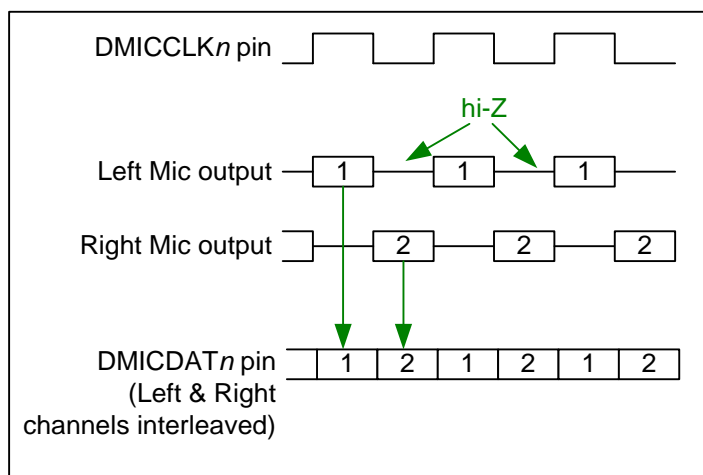 DMICCLKn pin
hi-Z
Left Mic output
1 1 1
Right Mic output
2 2 2
DMICDATn pin
1 2 1 2 1 2
(Left & Right
channels interleaved)